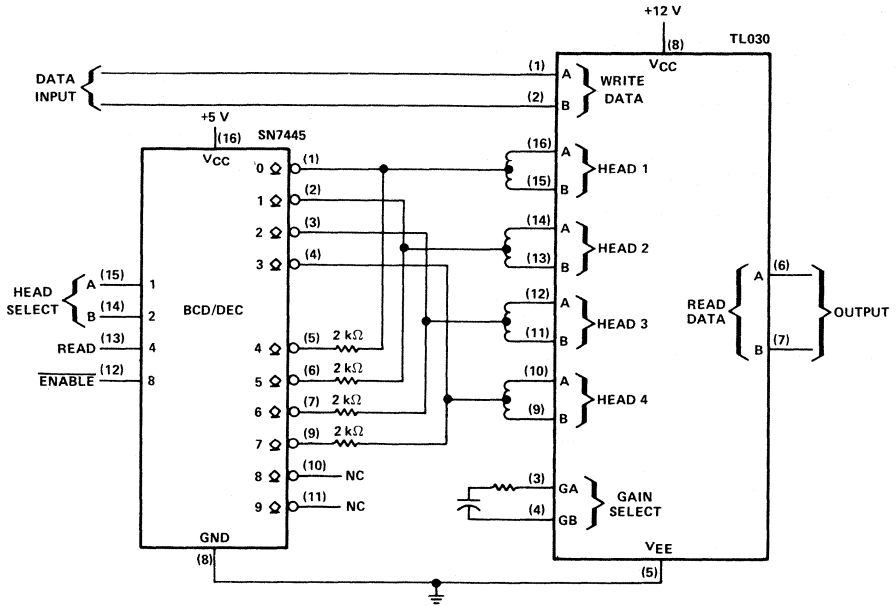 +12 V
(8)
TL030
VCC
DATA
INPUT
(1)
A
WRITE
DATA
(2)
B
+5 V
(16)
SN7445
VCC
0
(1)
1
(2)
2
(3)
3
(4)
(16)
A
HEAD 1
(15)
B
(14)
A
HEAD 2
(13)
B
(12)
A
HEAD 3
(11)
B
(10)
A
HEAD 4
(9)
B
HEAD
SELECT
A
(15)
1
B
(14)
2
READ
(13)
4
ENABLE
(12)
8
BCD/DEC
4
(5)
2 kΩ
5
(6)
2 kΩ
6
(7)
2 kΩ
7
(9)
2 kΩ
8
(10)
NC
9
(11)
NC
READ
DATA
A
(6)
B
(7)
OUTPUT
(3)
GA
GAIN
SELECT
(4)
GB
GND
(8)
VEE
(5)